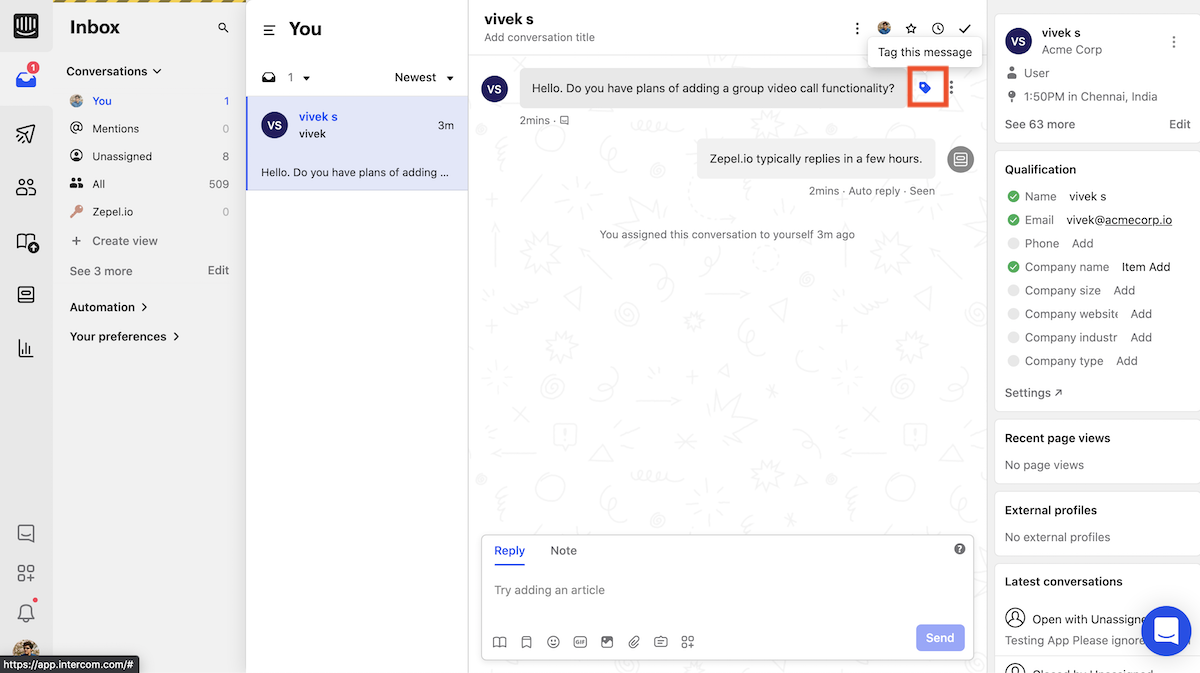 Inbox
1
Conversations
You 1
Mentions 0
Unassigned 8
All 509
Zepel.io 0
Create view
See 3 more Edit
Automation
Your preferences
https://app.intercom.com/#
You
1 Newest
VS
vivek s
vivek
3m
Hello. Do you have plans of adding ...
vivek s
Add conversation title
Tag this message
VS
Hello. Do you have plans of adding a group video call functionality?
2mins ·
Zepel.io typically replies in a few hours.
2mins · Auto reply · Seen
You assigned this conversation to yourself 3m ago
Reply Note
?
Try adding an article
GIF
Send
VS
vivek s
Acme Corp
User
1:50PM in Chennai, India
See 63 more Edit
Qualification
Name vivek s
Email vivek@acmecorp.io
Phone Add
Company name Item Add
Company size Add
Company website Add
Company industr Add
Company type Add
Settings
Recent page views
No page views
External profiles
No external profiles
Latest conversations
Open with Unassigne
Testing App Please ignore
Closed by Unassigned